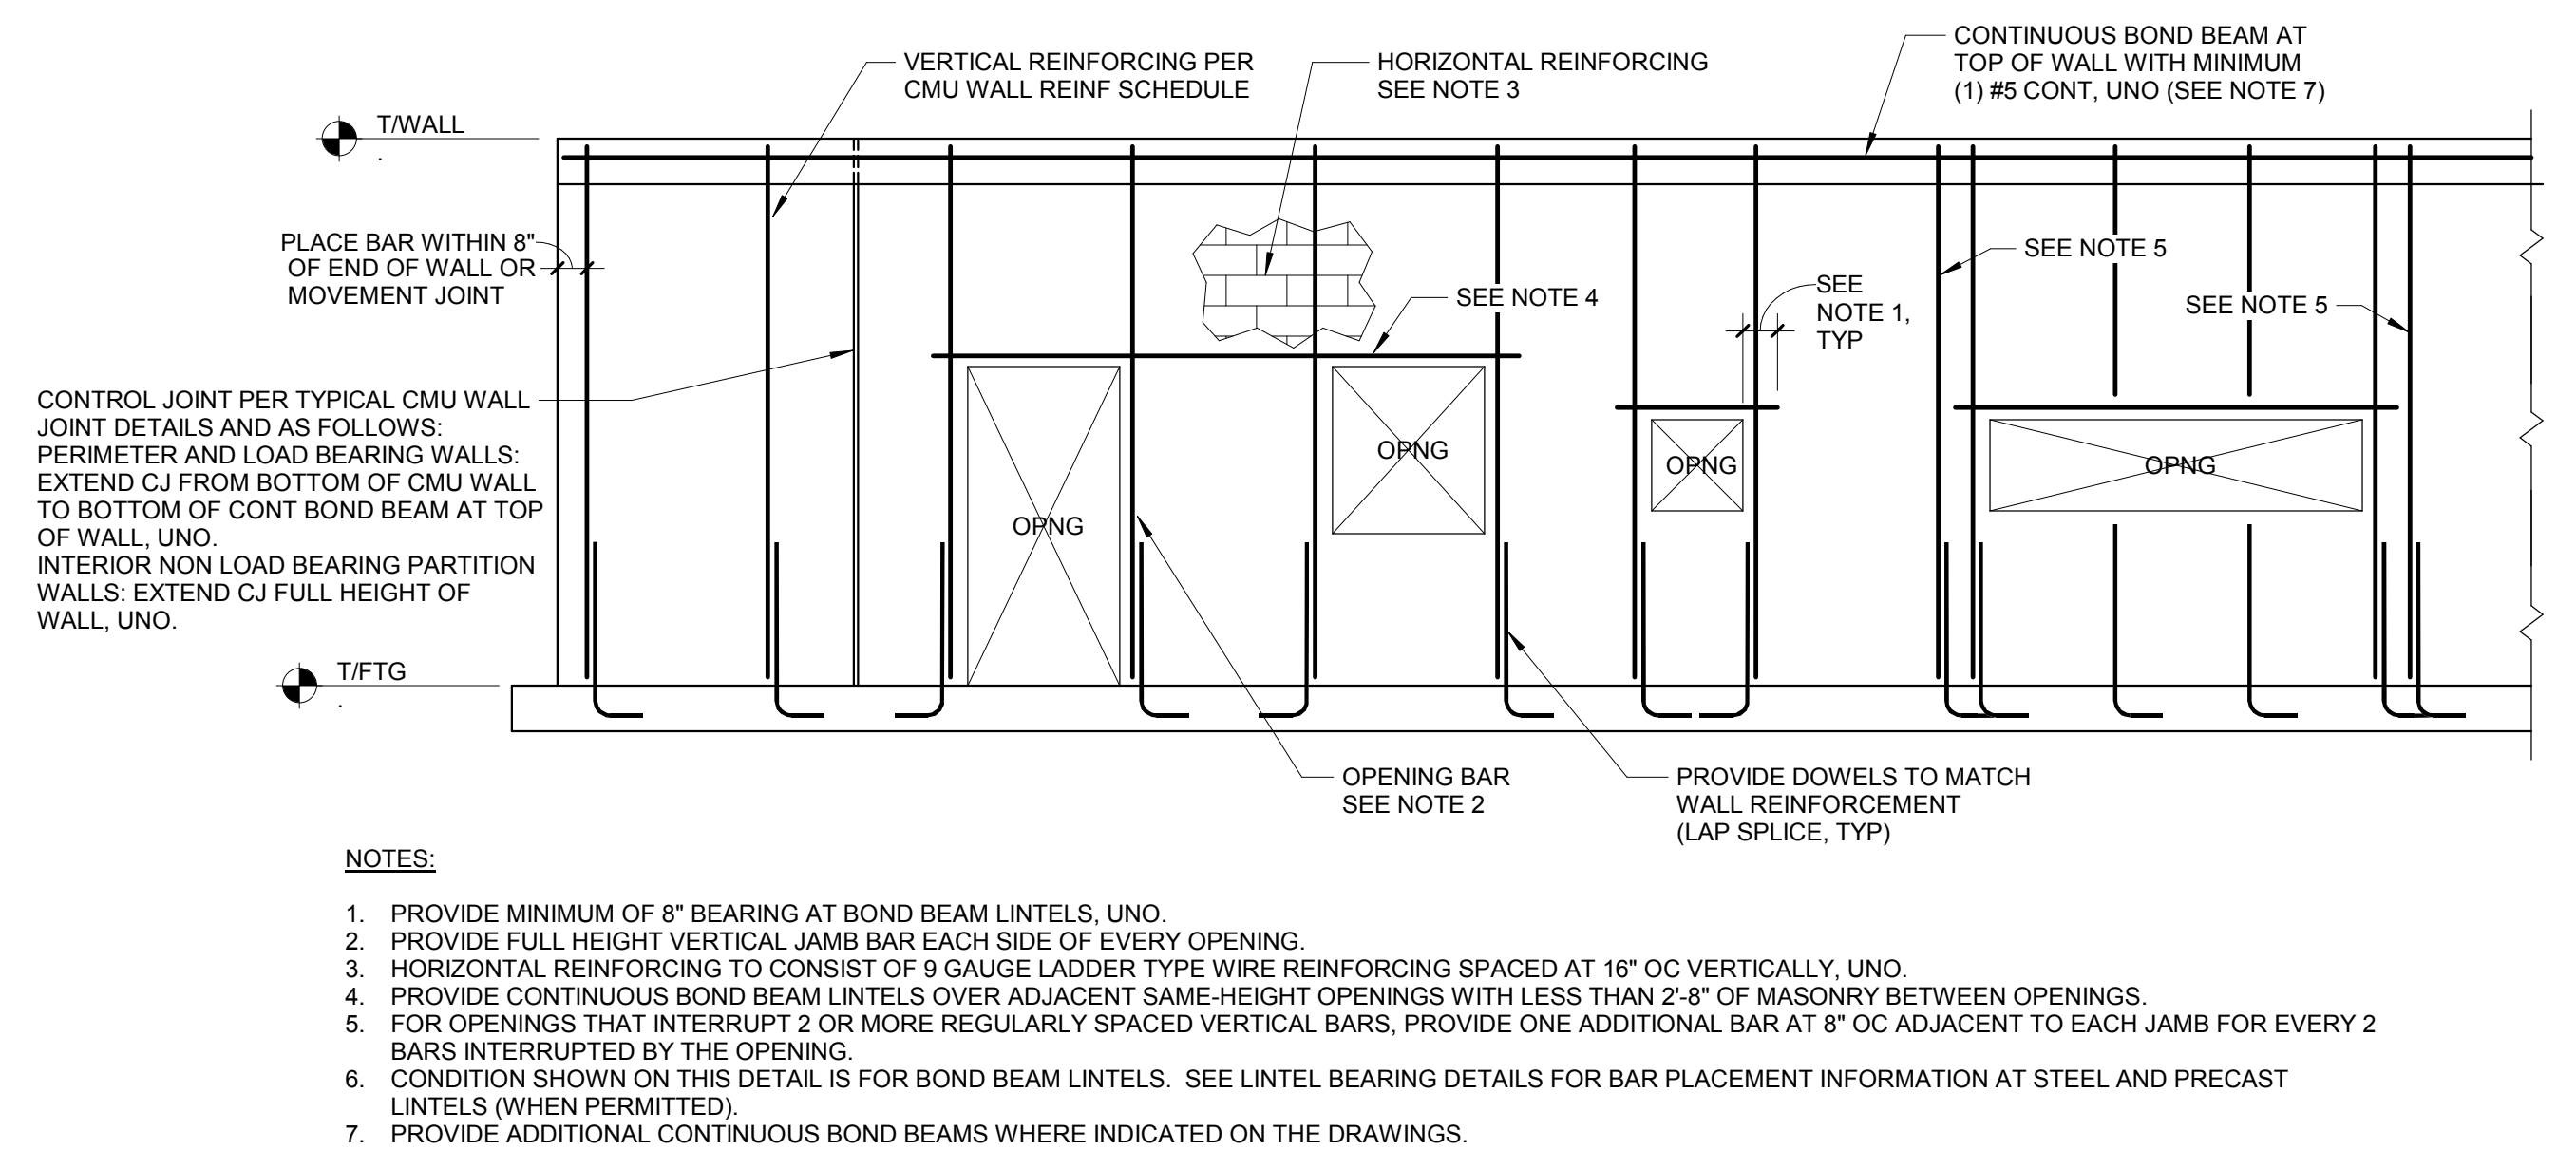 VERTICAL REINFORCING PER
CMU WALL REINF SCHEDULE
HORIZONTAL REINFORCING
SEE NOTE 3
CONTINUOUS BOND BEAM AT
TOP OF WALL WITH MINIMUM
(1) #5 CONT, UNO (SEE NOTE 7)
T/WALL
.
PLACE BAR WITHIN 8"
OF END OF WALL OR
MOVEMENT JOINT
SEE NOTE 4
SEE
NOTE 1,
TYP
SEE NOTE 5
SEE NOTE 5
CONTROL JOINT PER TYPICAL CMU WALL
JOINT DETAILS AND AS FOLLOWS:
PERIMETER AND LOAD BEARING WALLS:
EXTEND CJ FROM BOTTOM OF CMU WALL
TO BOTTOM OF CONT BOND BEAM AT TOP
OF WALL, UNO.
INTERIOR NON LOAD BEARING PARTITION
WALLS: EXTEND CJ FULL HEIGHT OF
WALL, UNO.
OPNG
OPNG
OPNG
OPNG
T/FTG
.
OPENING BAR
SEE NOTE 2
PROVIDE DOWELS TO MATCH
WALL REINFORCEMENT
(LAP SPLICE, TYP)
NOTES:
1. PROVIDE MINIMUM OF 8" BEARING AT BOND BEAM LINTELS, UNO.
2. PROVIDE FULL HEIGHT VERTICAL JAMB BAR EACH SIDE OF EVERY OPENING.
3. HORIZONTAL REINFORCING TO CONSIST OF 9 GAUGE LADDER TYPE WIRE REINFORCING SPACED AT 16" OC VERTICALLY, UNO.
4. PROVIDE CONTINUOUS BOND BEAM LINTELS OVER ADJACENT SAME-HEIGHT OPENINGS WITH LESS THAN 2'-8" OF MASONRY BETWEEN OPENINGS.
5. FOR OPENINGS THAT INTERRUPT 2 OR MORE REGULARLY SPACED VERTICAL BARS, PROVIDE ONE ADDITIONAL BAR AT 8" OC ADJACENT TO EACH JAMB FOR EVERY 2
BARS INTERRUPTED BY THE OPENING.
6. CONDITION SHOWN ON THIS DETAIL IS FOR BOND BEAM LINTELS. SEE LINTEL BEARING DETAILS FOR BAR PLACEMENT INFORMATION AT STEEL AND PRECAST
LINTELS (WHEN PERMITTED).
7. PROVIDE ADDITIONAL CONTINUOUS BOND BEAMS WHERE INDICATED ON THE DRAWINGS.